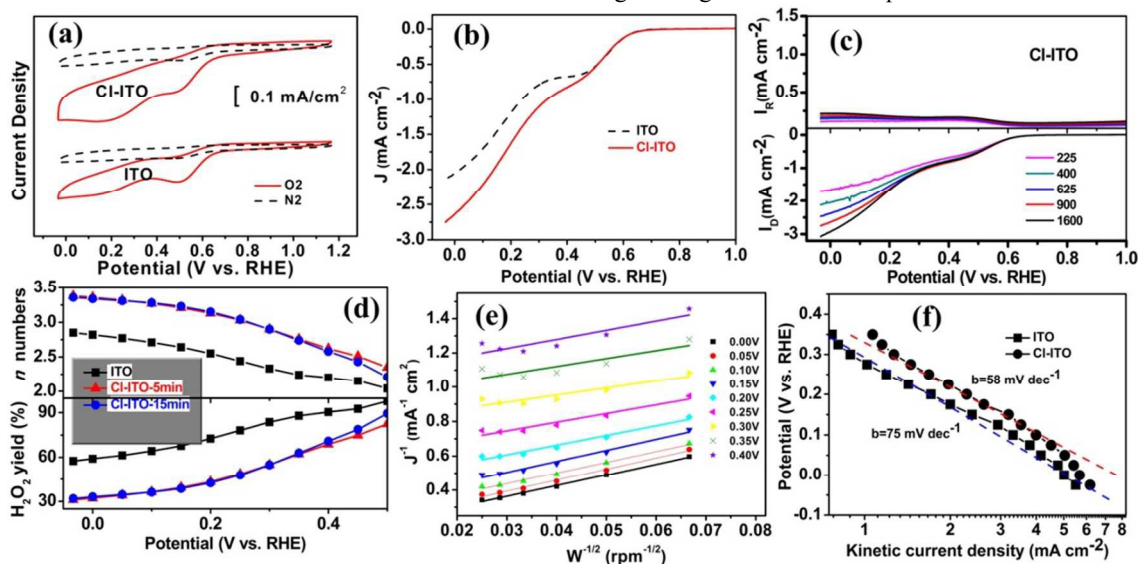 (a)
Cl-ITO
[ 0.1 mA/cm2
ITO
O2
N2
Current Density
0.0 0.2 0.4 0.6 0.8 1.0 1.2
Potential (V vs. RHE)
(b)
0.0
-0.5
-1.0
-1.5
-2.0
-2.5
-3.0
J (mA cm-2)
ITO
Cl-ITO
0.0 0.2 0.4 0.6 0.8 1.0
Potential (V vs. RHE)
(c)
Cl-ITO
1.5
1.0
0.5
IR(mA cm-2)
0
-1
-2
-3
ID(mA cm-2)
225
400
625
900
1600
0.0 0.2 0.4 0.6 0.8 1.0
Potential (V vs. RHE)
(d)
3.5
3.0
2.5
2.0
n numbers
ITO
Cl-ITO-5min
Cl-ITO-15min
90
60
30
H2O2 yield (%)
0.0 0.2 0.4
Potential (V vs. RHE)
(e)
1.4
1.2
1.0
0.8
0.6
0.4
J-1 (mA-1 cm2
0.00V
0.05V
0.10V
0.15V
0.20V
0.25V
0.30V
0.35V
0.40V
0.02 0.03 0.04 0.05 0.06 0.07 0.08
W-1/2 (rpm-1/2)
(f)
0.4
0.3
0.2
0.1
0.0
-0.1
Potential (V vs. RHE)
ITO
Cl-ITO
b=58 mV dec-1
b=75 mV dec-1
1 2 3 4 5 6 7 8
Kinetic current density (mA cm-2)